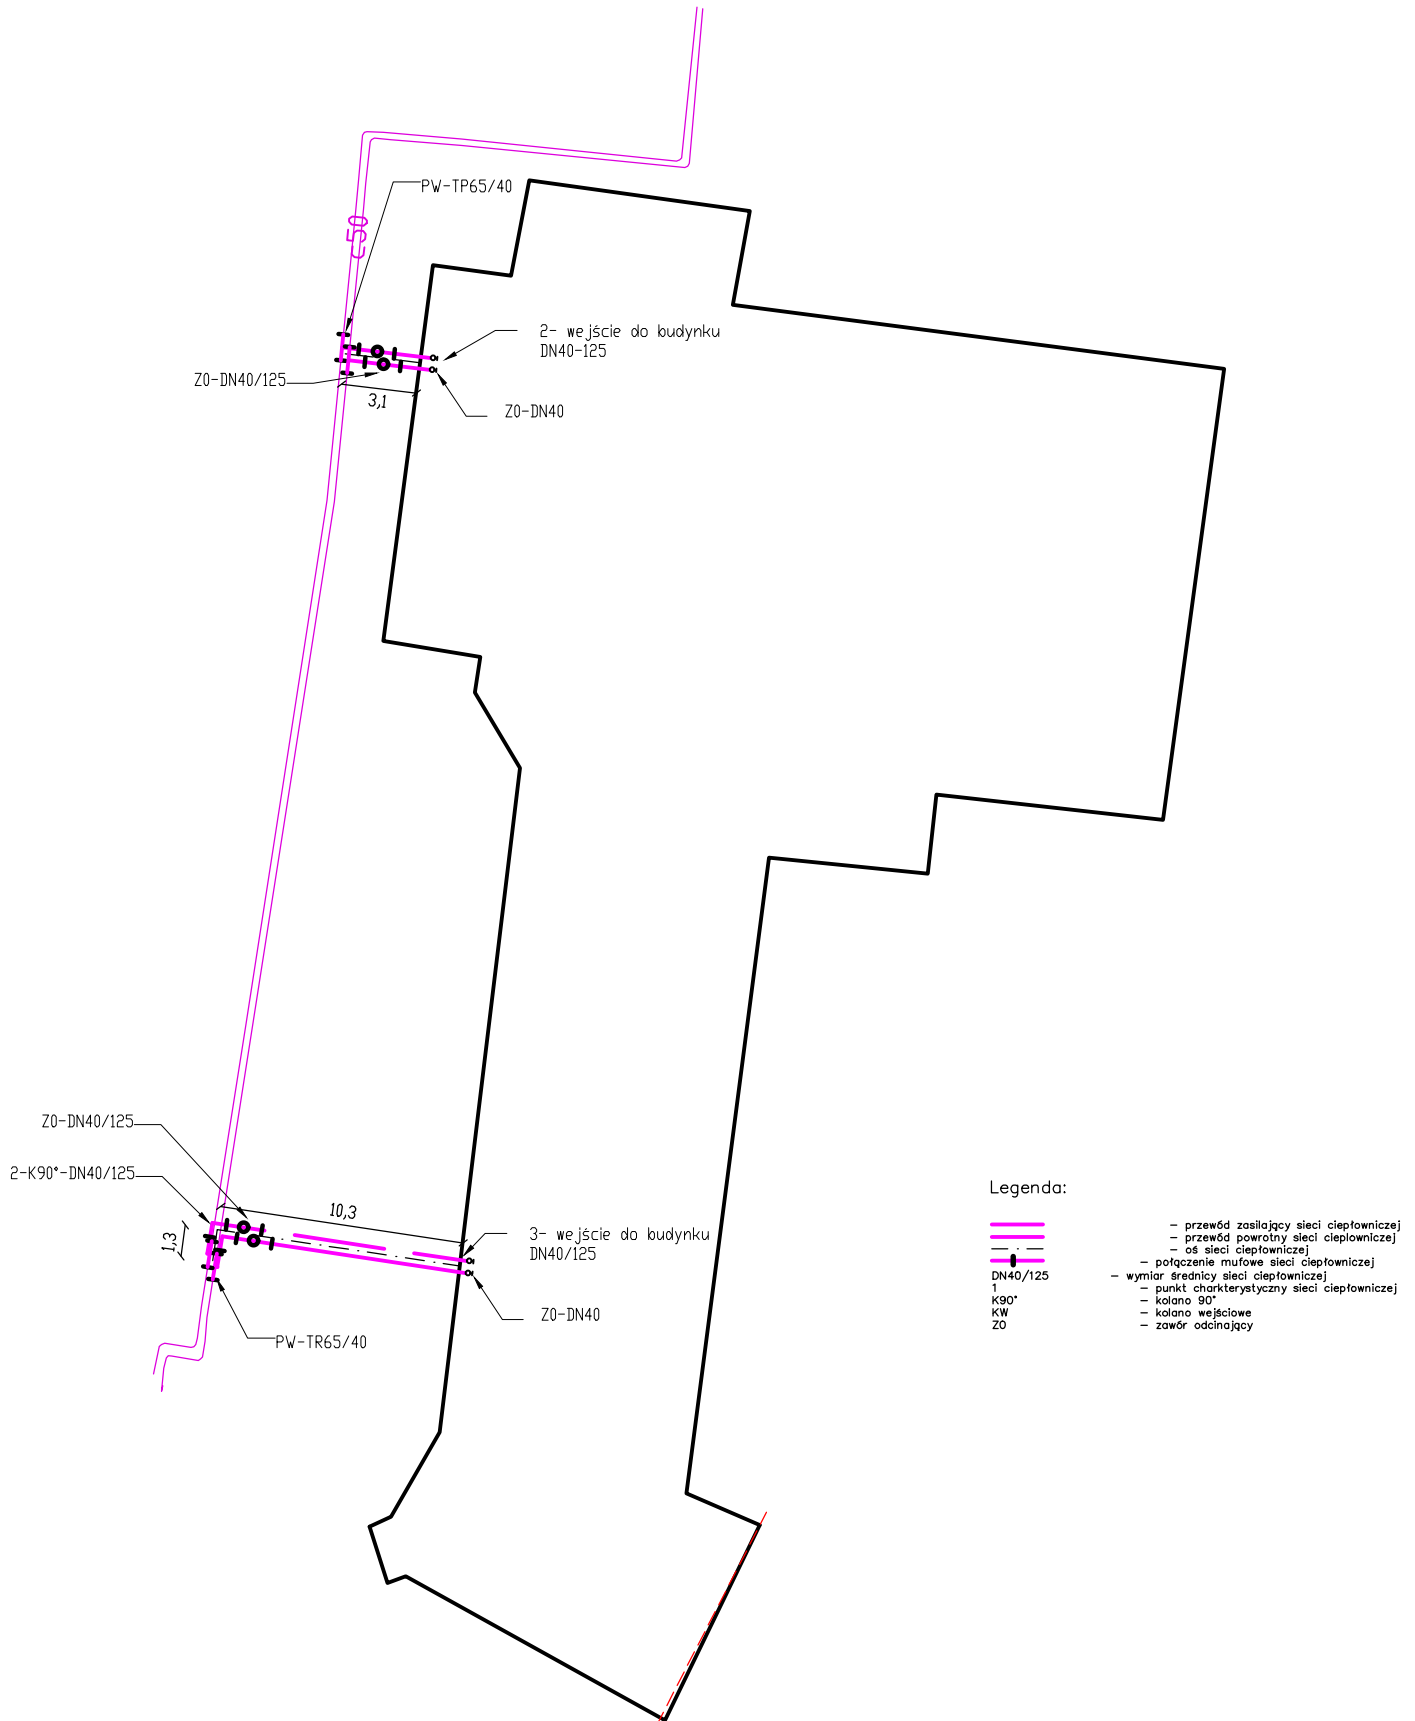 PW-TP65/40
c50
2- wejście do budynku
DN40-125
ZO-DN40/125
3,1
ZO-DN40
ZO-DN40/125
2-K90°-DN40/125
10,3
1,3
3- wejście do budynku
DN40/125
ZO-DN40
PW-TR65/40
Legenda:
- przewód zasilający sieci ciepłowniczej
- przewód powrotny sieci cieplowniczej
- oś sieci ciepłowniczej
- połączenie mufowe sieci ciepłowniczej
DN40/125 - wymiar średnicy sieci ciepłowniczej
1 - punkt charkterystyczny sieci ciepłowniczej
K90° - kolano 90°
KW - kolano wejściowe
ZO - zawór odcinający